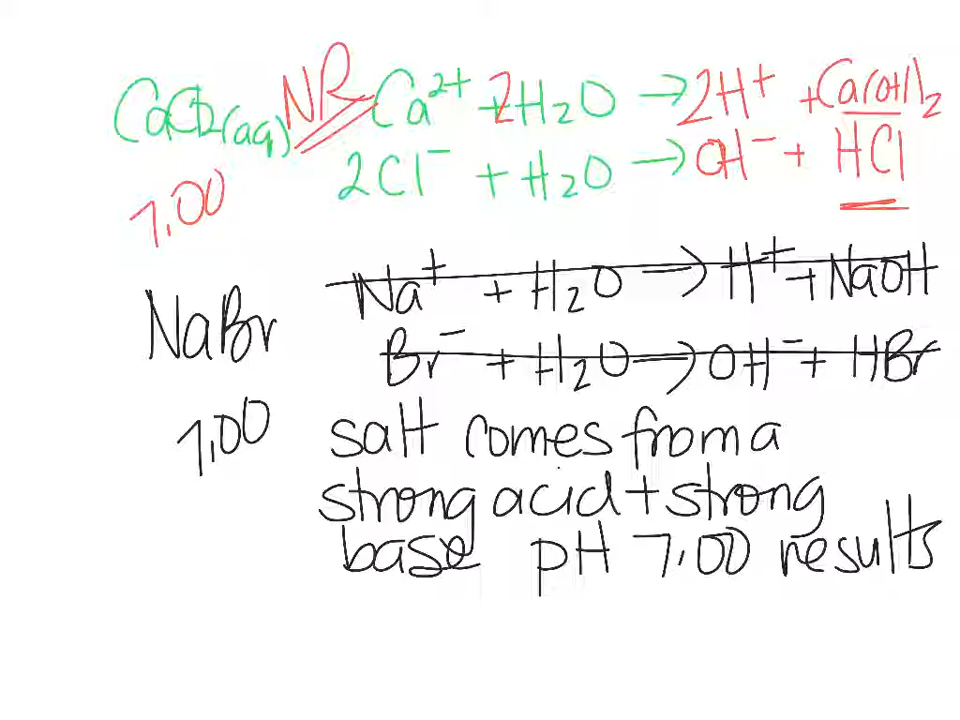 CaCl2(aq) NR Ca²⁺ + 2H₂O → 2H⁺ + Ca(OH)₂
2Cl⁻ + H₂O → OH⁻ + HCl
7.00
Na⁺ + H₂O → H⁺ + NaOH
NaBr
Br⁻ + H₂O → OH⁻ + HBr
7.00
salt comes from a
strong acid + strong
base pH 7.00 results